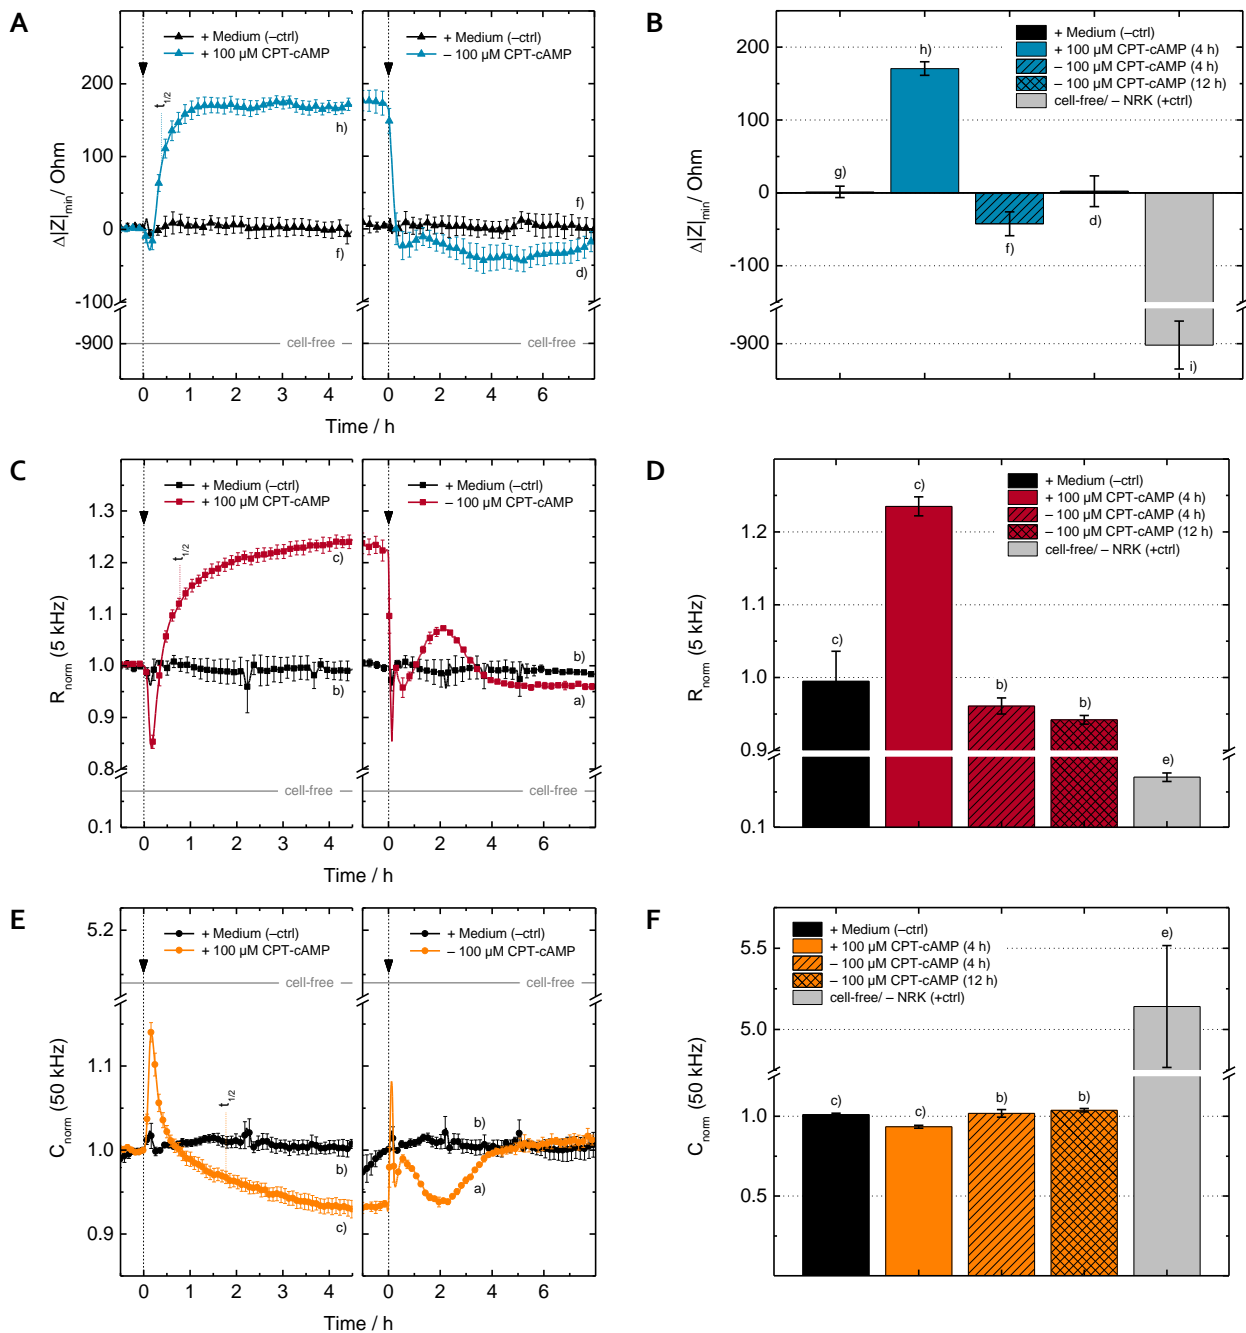 A
+ Medium (–ctrl)
+ 100 µM CPT-cAMP
+ Medium (–ctrl)
– 100 µM CPT-cAMP
200
100
0
-100
-900
Δ|Z|min/ Ohm
t1/2
h)
f)
f)
d)
cell-free
cell-free
0 1 2 3 4
0 2 4 6 8
Time / h
B
+ Medium (–ctrl)
+ 100 µM CPT-cAMP (4 h)
– 100 µM CPT-cAMP (4 h)
– 100 µM CPT-cAMP (12 h)
cell-free/ – NRK (+ctrl)
200
100
0
-100
-900
Δ|Z|min/ Ohm
g)
h)
f)
d)
i)
C
+ Medium (–ctrl)
+ 100 µM CPT-cAMP
+ Medium (–ctrl)
– 100 µM CPT-cAMP
1.3
1.2
1.1
1.0
0.9
0.8
0.1
Rnorm (5 kHz)
t1/2
c)
b)
b)
a)
cell-free
cell-free
0 1 2 3 4
0 2 4 6
Time / h
D
+ Medium (–ctrl)
+ 100 µM CPT-cAMP (4 h)
– 100 µM CPT-cAMP (4 h)
– 100 µM CPT-cAMP (12 h)
cell-free/ – NRK (+ctrl)
1.2
1.1
1.0
0.9
0.1
Rnorm (5 kHz)
c)
c)
b)
b)
e)
E
+ Medium (–ctrl)
+ 100 µM CPT-cAMP
+ Medium (–ctrl)
– 100 µM CPT-cAMP
5.2
1.1
1.0
0.9
Cnorm (50 kHz)
cell-free
cell-free
t1/2
b)
c)
b)
a)
0 1 2 3 4
0 2 4 6 8
Time / h
F
+ Medium (–ctrl)
+ 100 µM CPT-cAMP (4 h)
– 100 µM CPT-cAMP (4 h)
– 100 µM CPT-cAMP (12 h)
cell-free/ – NRK (+ctrl)
5.5
5.0
1.0
0.5
Cnorm (50 kHz)
c)
c)
b)
b)
e)